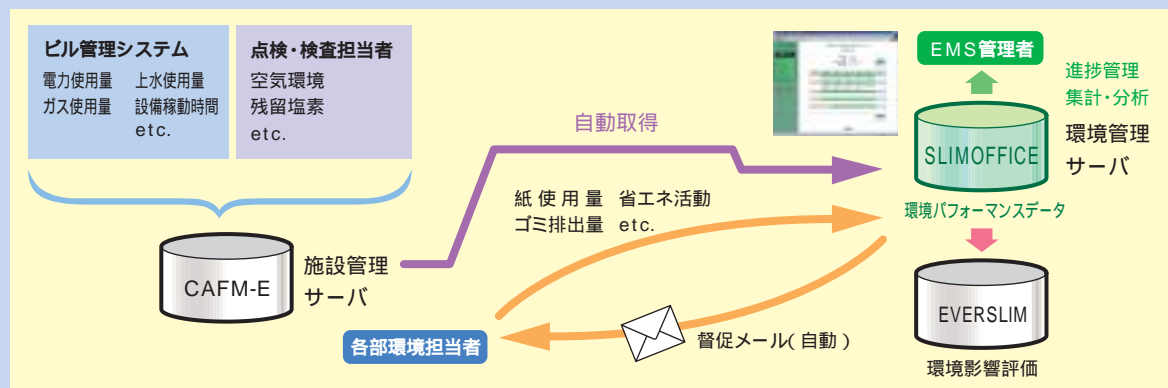 ビル管理システム
電力使用量 上水使用量
ガス使用量 設備稼動時間
etc.
点検・検査担当者
空気環境
残留塩素
etc.
自動取得
EMS管理者
進捗管理
集計・分析
SLIMOFFICE
環境管理
サーバ
環境パフォーマンスデータ
紙使用量 省エネ活動
ゴミ排出量 etc.
CAFM-E
施設管理
サーバ
各部環境担当者
督促メール(自動)
EVERSLIM
環境影響評価